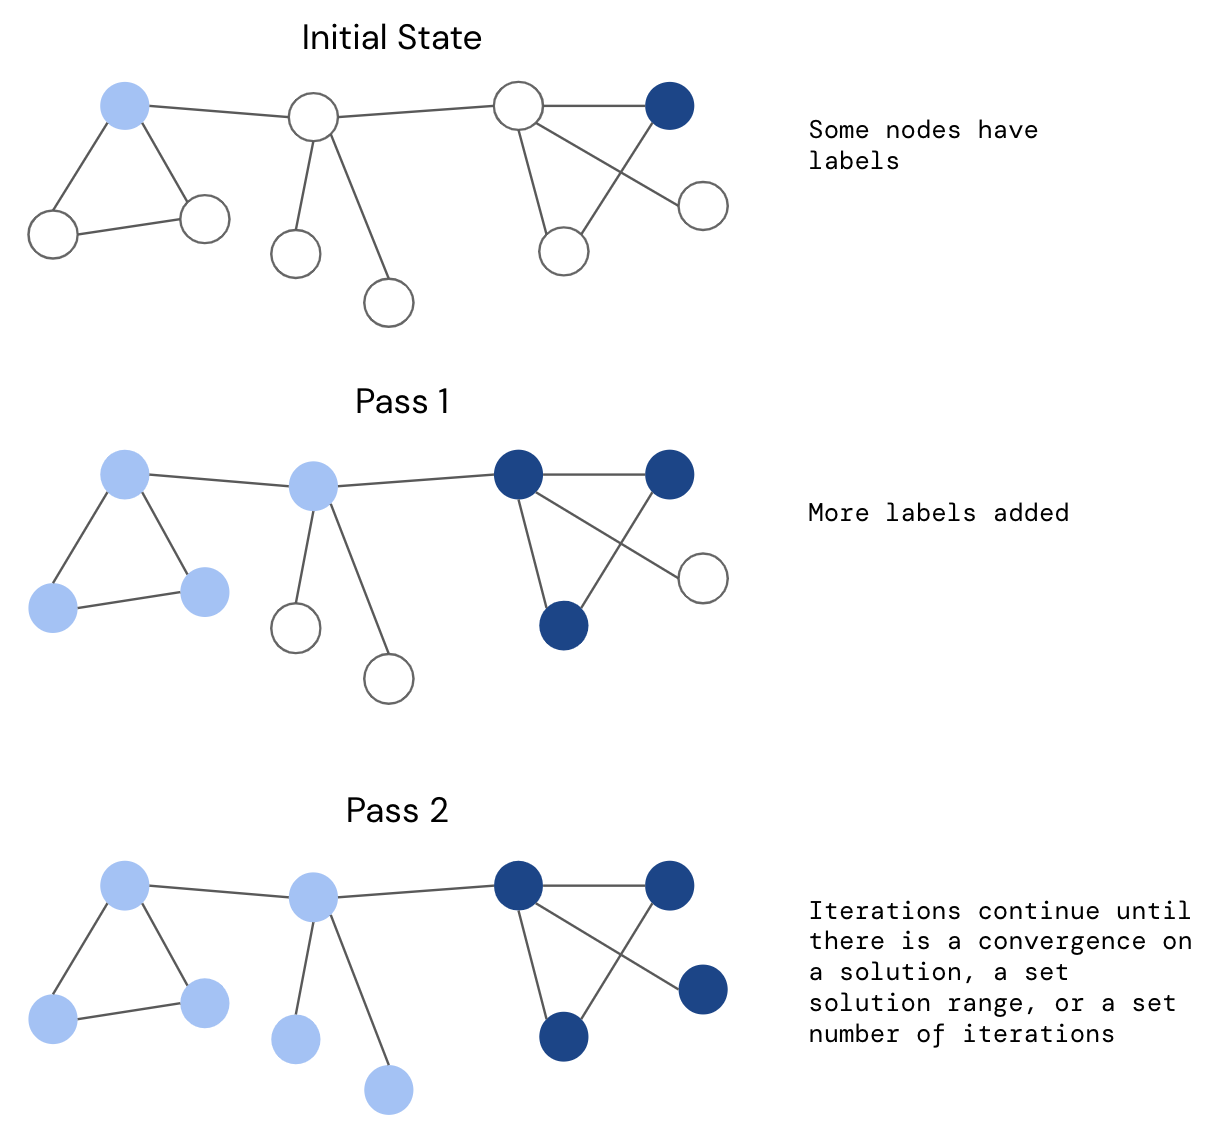 Initial State
Some nodes have
labels
Pass 1
More labels added
Pass 2
Iterations continue until
there is a convergence on
a solution, a set
solution range, or a set
number of iterations